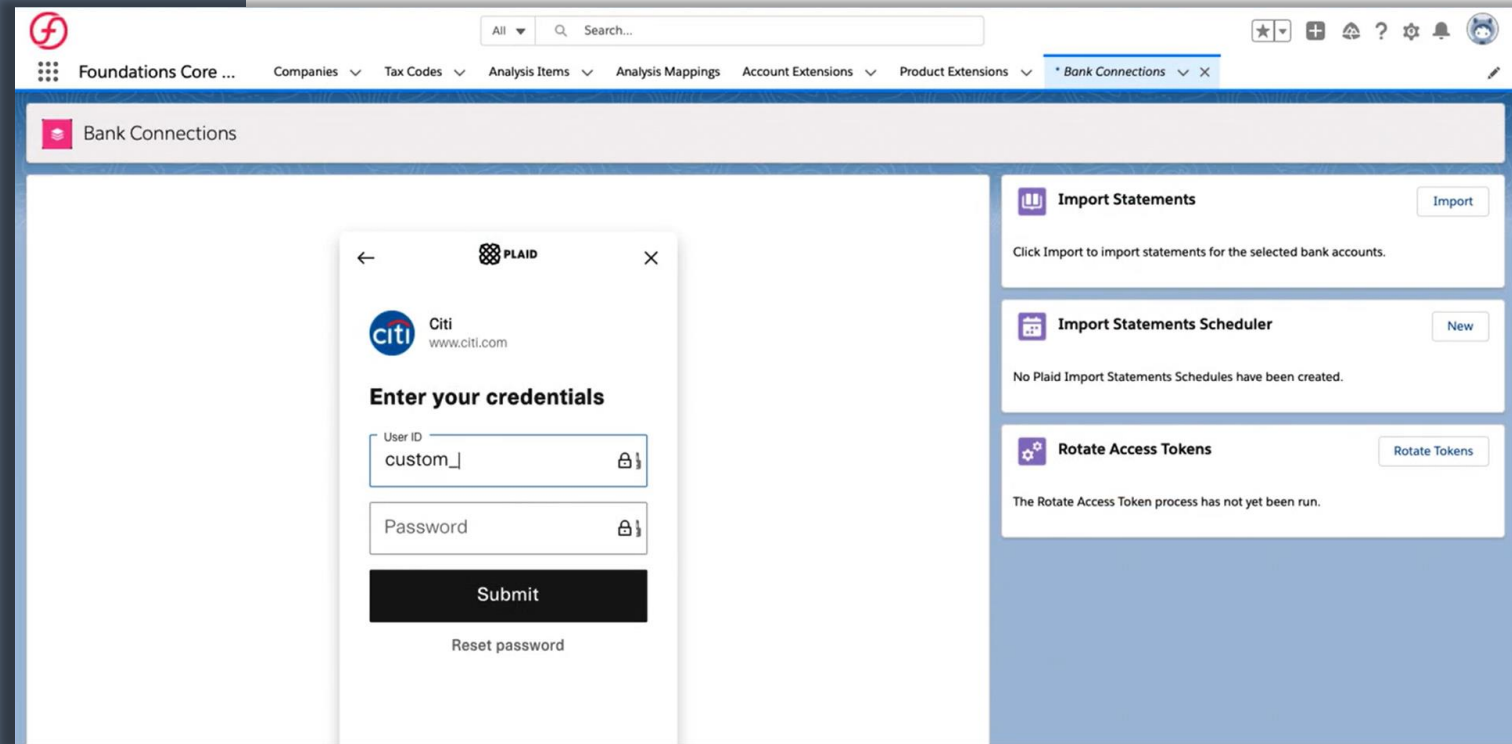 All
Search...
Foundations Core ... Companies Tax Codes Analysis Items Analysis Mappings Account Extensions Product Extensions * Bank Connections
Bank Connections
PLAID
citi
Citi
www.citi.com
Enter your credentials
User ID
custom_
Password
Submit
Reset password
Import Statements
Import
Click Import to import statements for the selected bank accounts.
Import Statements Scheduler
New
No Plaid Import Statements Schedules have been created.
Rotate Access Tokens
Rotate Tokens
The Rotate Access Token process has not yet been run.